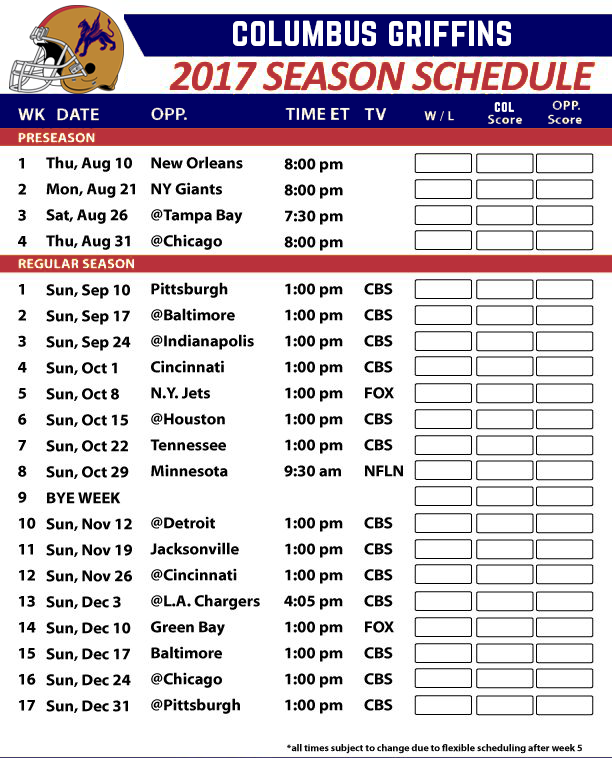 COLUMBUS GRIFFINS
2017 SEASON SCHEDULE
WK DATE OPP. TIME ET TV W / L COL Score OPP. Score
PRESEASON
1 Thu, Aug 10 New Orleans 8:00 pm
2 Mon, Aug 21 NY Giants 8:00 pm
3 Sat, Aug 26 @Tampa Bay 7:30 pm
4 Thu, Aug 31 @Chicago 8:00 pm
REGULAR SEASON
1 Sun, Sep 10 Pittsburgh 1:00 pm CBS
2 Sun, Sep 17 @Baltimore 1:00 pm CBS
3 Sun, Sep 24 @Indianapolis 1:00 pm CBS
4 Sun, Oct 1 Cincinnati 1:00 pm CBS
5 Sun, Oct 8 N.Y. Jets 1:00 pm FOX
6 Sun, Oct 15 @Houston 1:00 pm CBS
7 Sun, Oct 22 Tennessee 1:00 pm CBS
8 Sun, Oct 29 Minnesota 9:30 am NFLN
9 BYE WEEK
10 Sun, Nov 12 @Detroit 1:00 pm CBS
11 Sun, Nov 19 Jacksonville 1:00 pm CBS
12 Sun, Nov 26 @Cincinnati 1:00 pm CBS
13 Sun, Dec 3 @L.A. Chargers 4:05 pm CBS
14 Sun, Dec 10 Green Bay 1:00 pm FOX
15 Sun, Dec 17 Baltimore 1:00 pm CBS
16 Sun, Dec 24 @Chicago 1:00 pm CBS
17 Sun, Dec 31 @Pittsburgh 1:00 pm CBS
*all times subject to change due to flexible scheduling after week 5